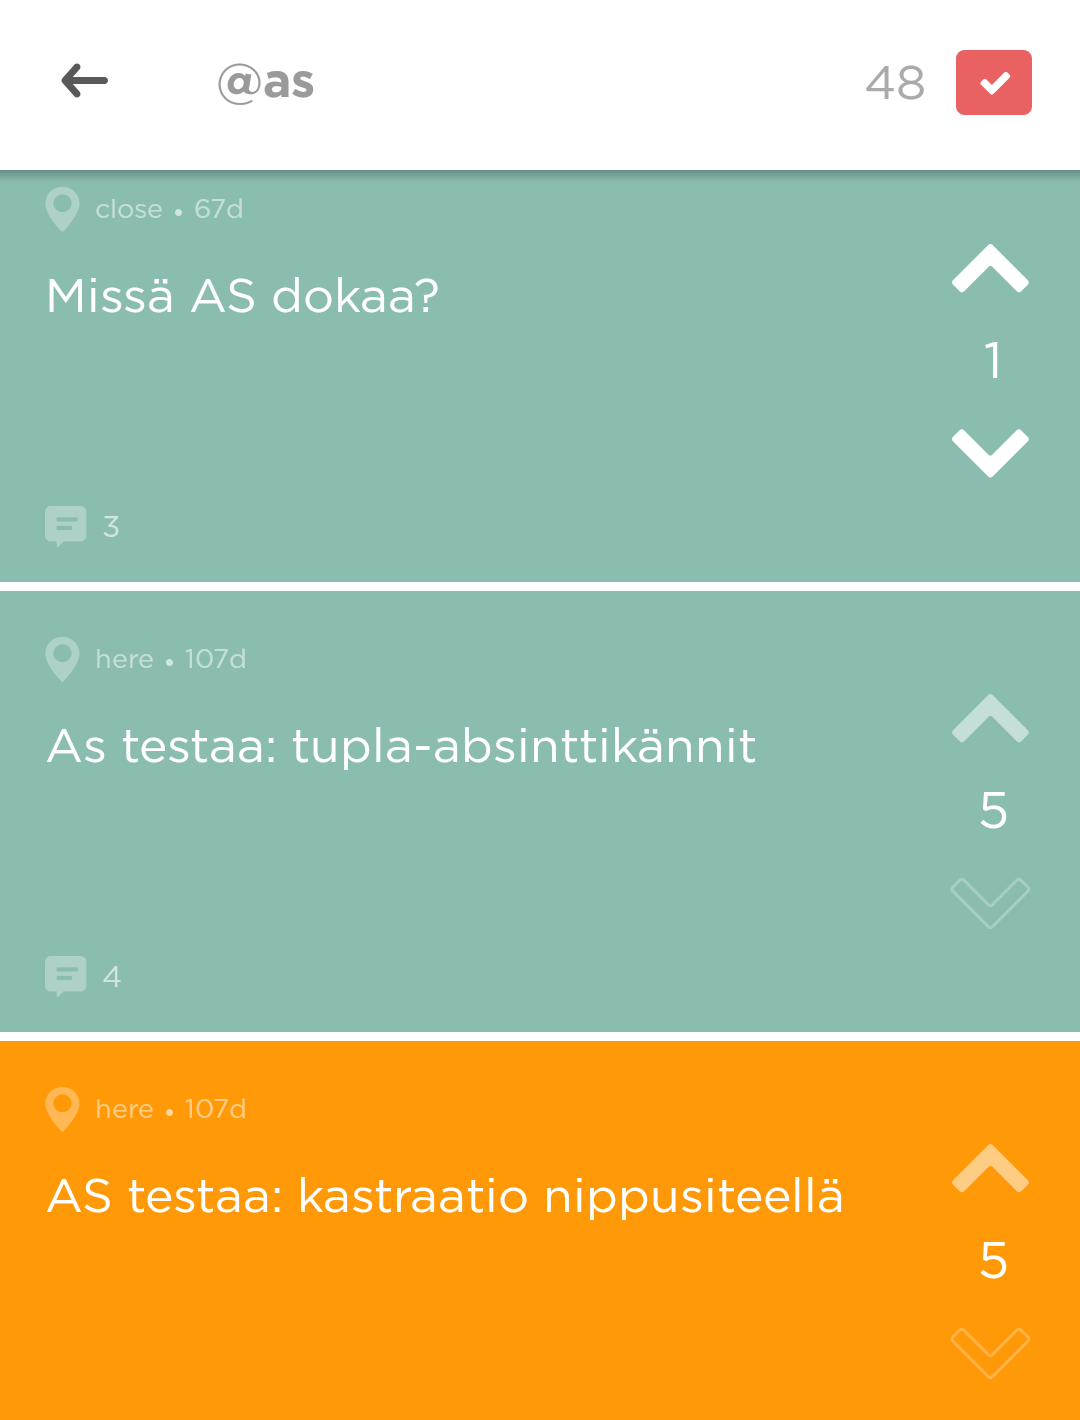 @as
48
close • 67d
Missä AS dokaa?
1
3
here • 107d
As testaa: tupla-absinttikännit
5
4
here • 107d
AS testaa: kastraatio nippusiteellä
5